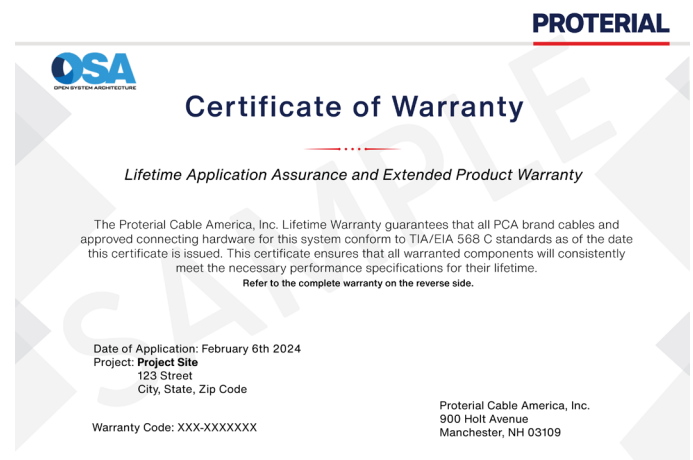 PROTERIAL
OSA
OPEN SYSTEM ARCHITECTURE
Certificate of Warranty
Lifetime Application Assurance and Extended Product Warranty
The Proterial Cable America, Inc. Lifetime Warranty guarantees that all PCA brand cables and
approved connecting hardware for this system conform to TIA/EIA 568 C standards as of the date
this certificate is issued. This certificate ensures that all warranted components will consistently
meet the necessary performance specifications for their lifetime.
Refer to the complete warranty on the reverse side.
SAMPLE
Date of Application: February 6th 2024
Project: Project Site
123 Street
City, State, Zip Code
Warranty Code: XXX-XXXXXXX
Proterial Cable America, Inc.
900 Holt Avenue
Manchester, NH 03109